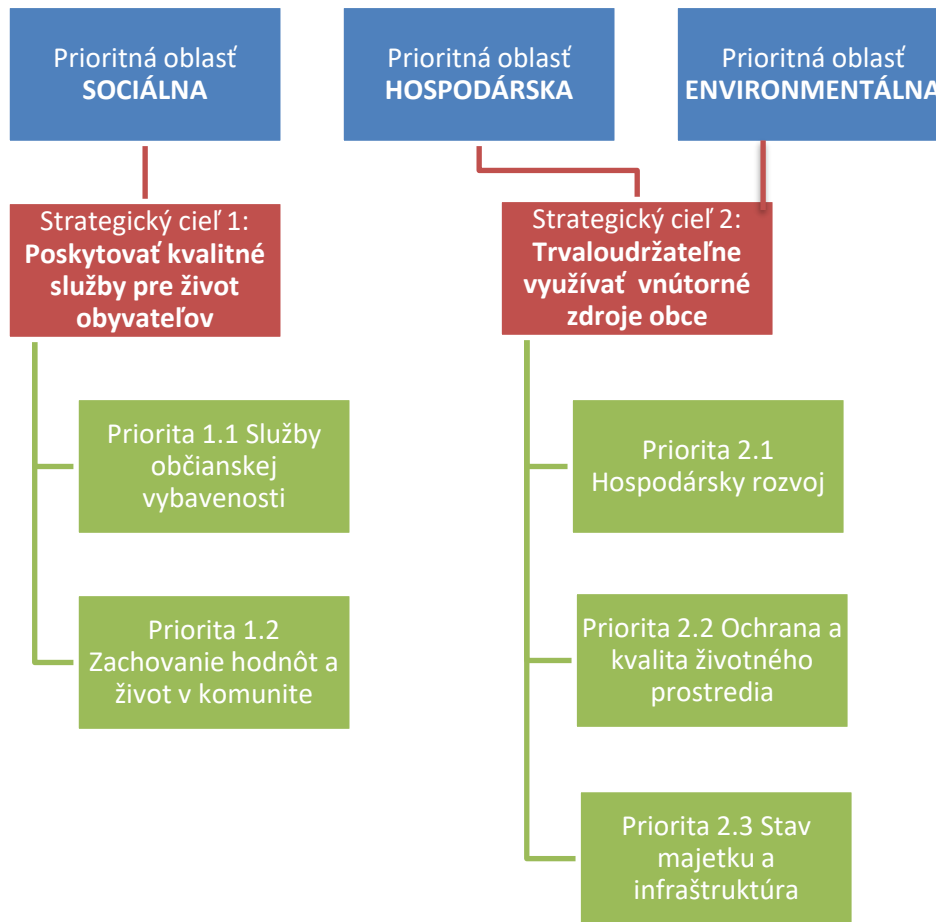 Prioritná oblasť
SOCIÁLNA
Prioritná oblasť
HOSPODÁRSKA
Prioritná oblasť
ENVIRONMENTÁLNA
Strategický cieľ 1:
Poskytovať kvalitné
služby pre život
obyvateľov
Strategický cieľ 2:
Trvaloudržateľne
využívať vnútorné
zdroje obce
Priorita 1.1 Služby
občianskej
vybavenosti
Priorita 2.1
Hospodársky rozvoj
Priorita 1.2
Zachovanie hodnôt a
život v komunite
Priorita 2.2 Ochrana a
kvalita životného
prostredia
Priorita 2.3 Stav
majetku a
infraštruktúra